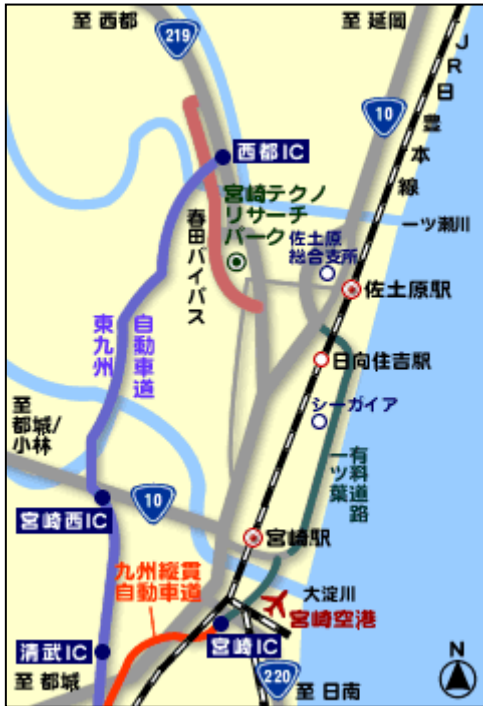 至 西都
至 延岡
219
10
JR日豊本線
西都IC
宮崎テクノ
リサーチ
パーク
春田バイパス
佐土原
総合支所
一ツ瀬川
佐土原駅
東九州
自動車道
日向住吉駅
シーガイア
至
都城/
小林
一ツ葉
有料道路
宮崎西IC
10
宮崎駅
九州縦貫
自動車道
大淀川
宮崎空港
宮崎IC
清武IC
至 都城
220
至 日南
N